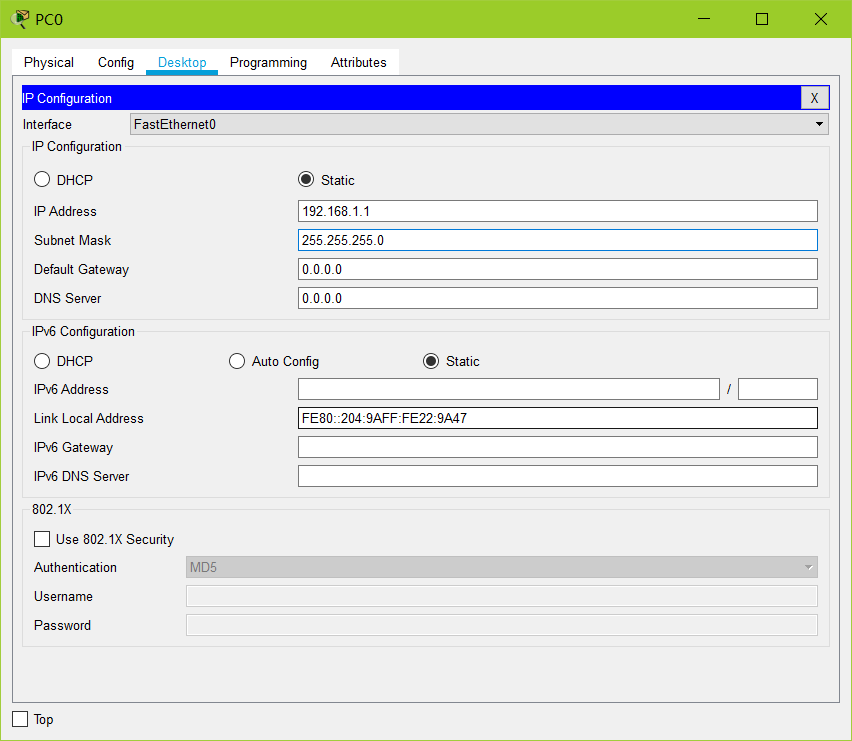 PC0
Physical Config Desktop Programming Attributes
IP Configuration X
Interface FastEthernet0
IP Configuration
DHCP Static
IP Address 192.168.1.1
Subnet Mask 255.255.255.0
Default Gateway 0.0.0.0
DNS Server 0.0.0.0
IPv6 Configuration
DHCP Auto Config Static
IPv6 Address /
Link Local Address FE80::204:9AFF:FE22:9A47
IPv6 Gateway
IPv6 DNS Server
802.1X
Use 802.1X Security
Authentication MD5
Username
Password
Top